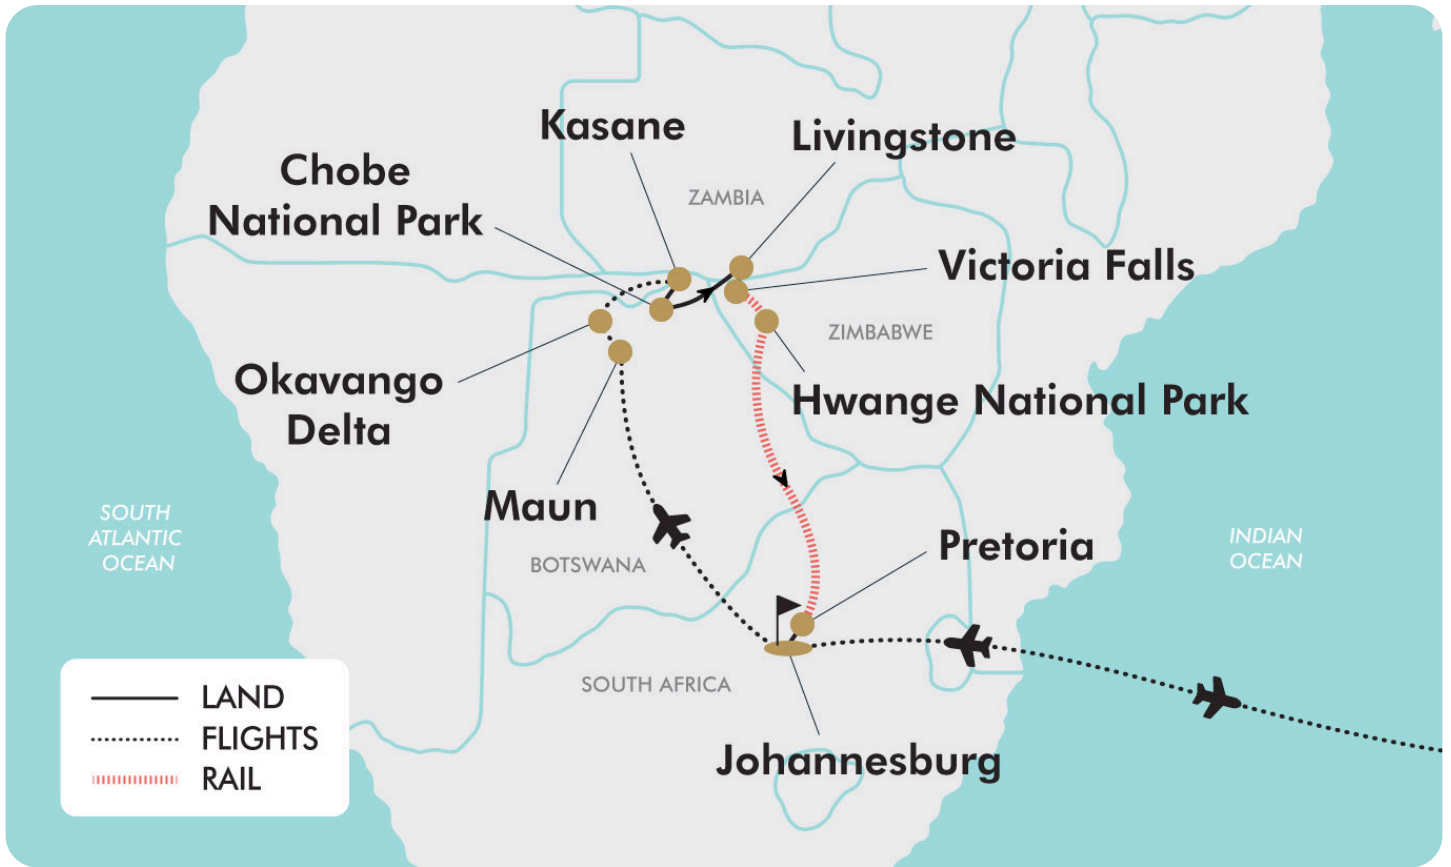 Kasane
Livingstone
Chobe
National Park
ZAMBIA
Victoria Falls
ZIMBABWE
Okavango
Delta
Hwange National Park
Maun
SOUTH
ATLANTIC
OCEAN
BOTSWANA
Pretoria
INDIAN
OCEAN
SOUTH AFRICA
Johannesburg
LAND
FLIGHTS
RAIL